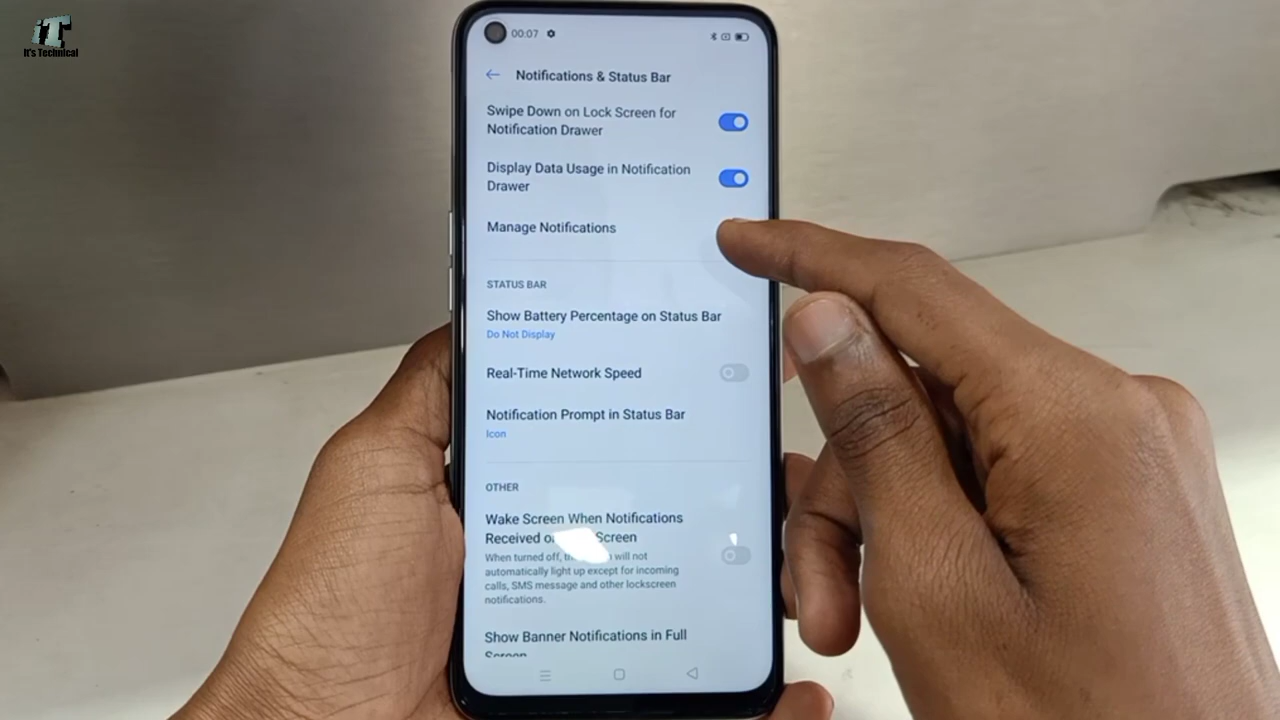 iT
It's Technical
00:07
Notifications & Status Bar
Swipe Down on Lock Screen for
Notification Drawer
Display Data Usage in Notification
Drawer
Manage Notifications
STATUS BAR
Show Battery Percentage on Status Bar
Do Not Display
Real-Time Network Speed
Notification Prompt in Status Bar
Icon
OTHER
Wake Screen When Notifications
Received Screen
When turned off, will not
automatically light up except for incoming
calls, SMS message and other lockscreen
notifications.
Show Banner Notifications in Full
Screen